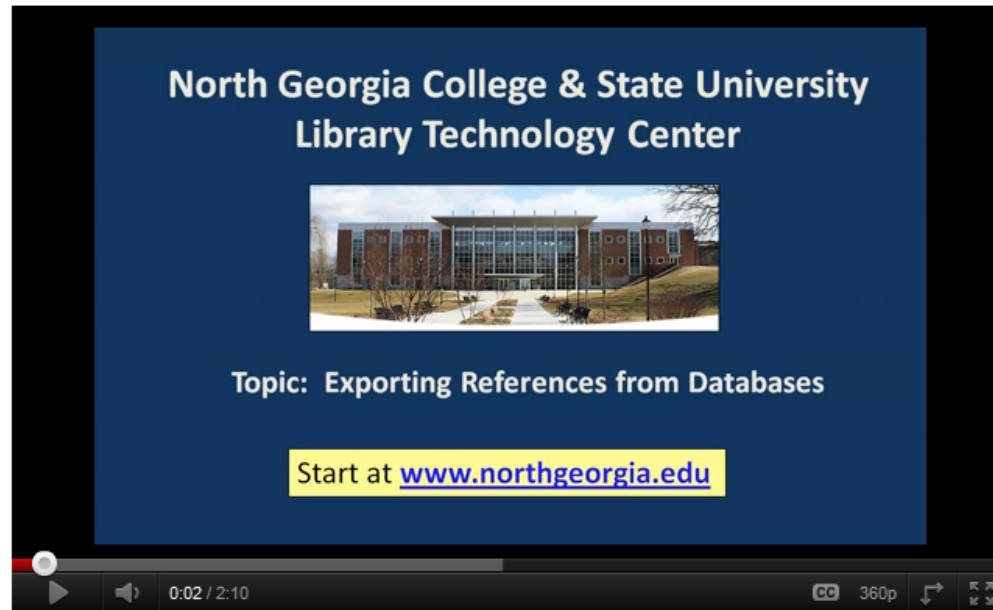 North Georgia College & State University
Library Technology Center
Topic: Exporting References from Databases
Start at www.northgeorgia.edu
0:02 / 2:10
CC
360p